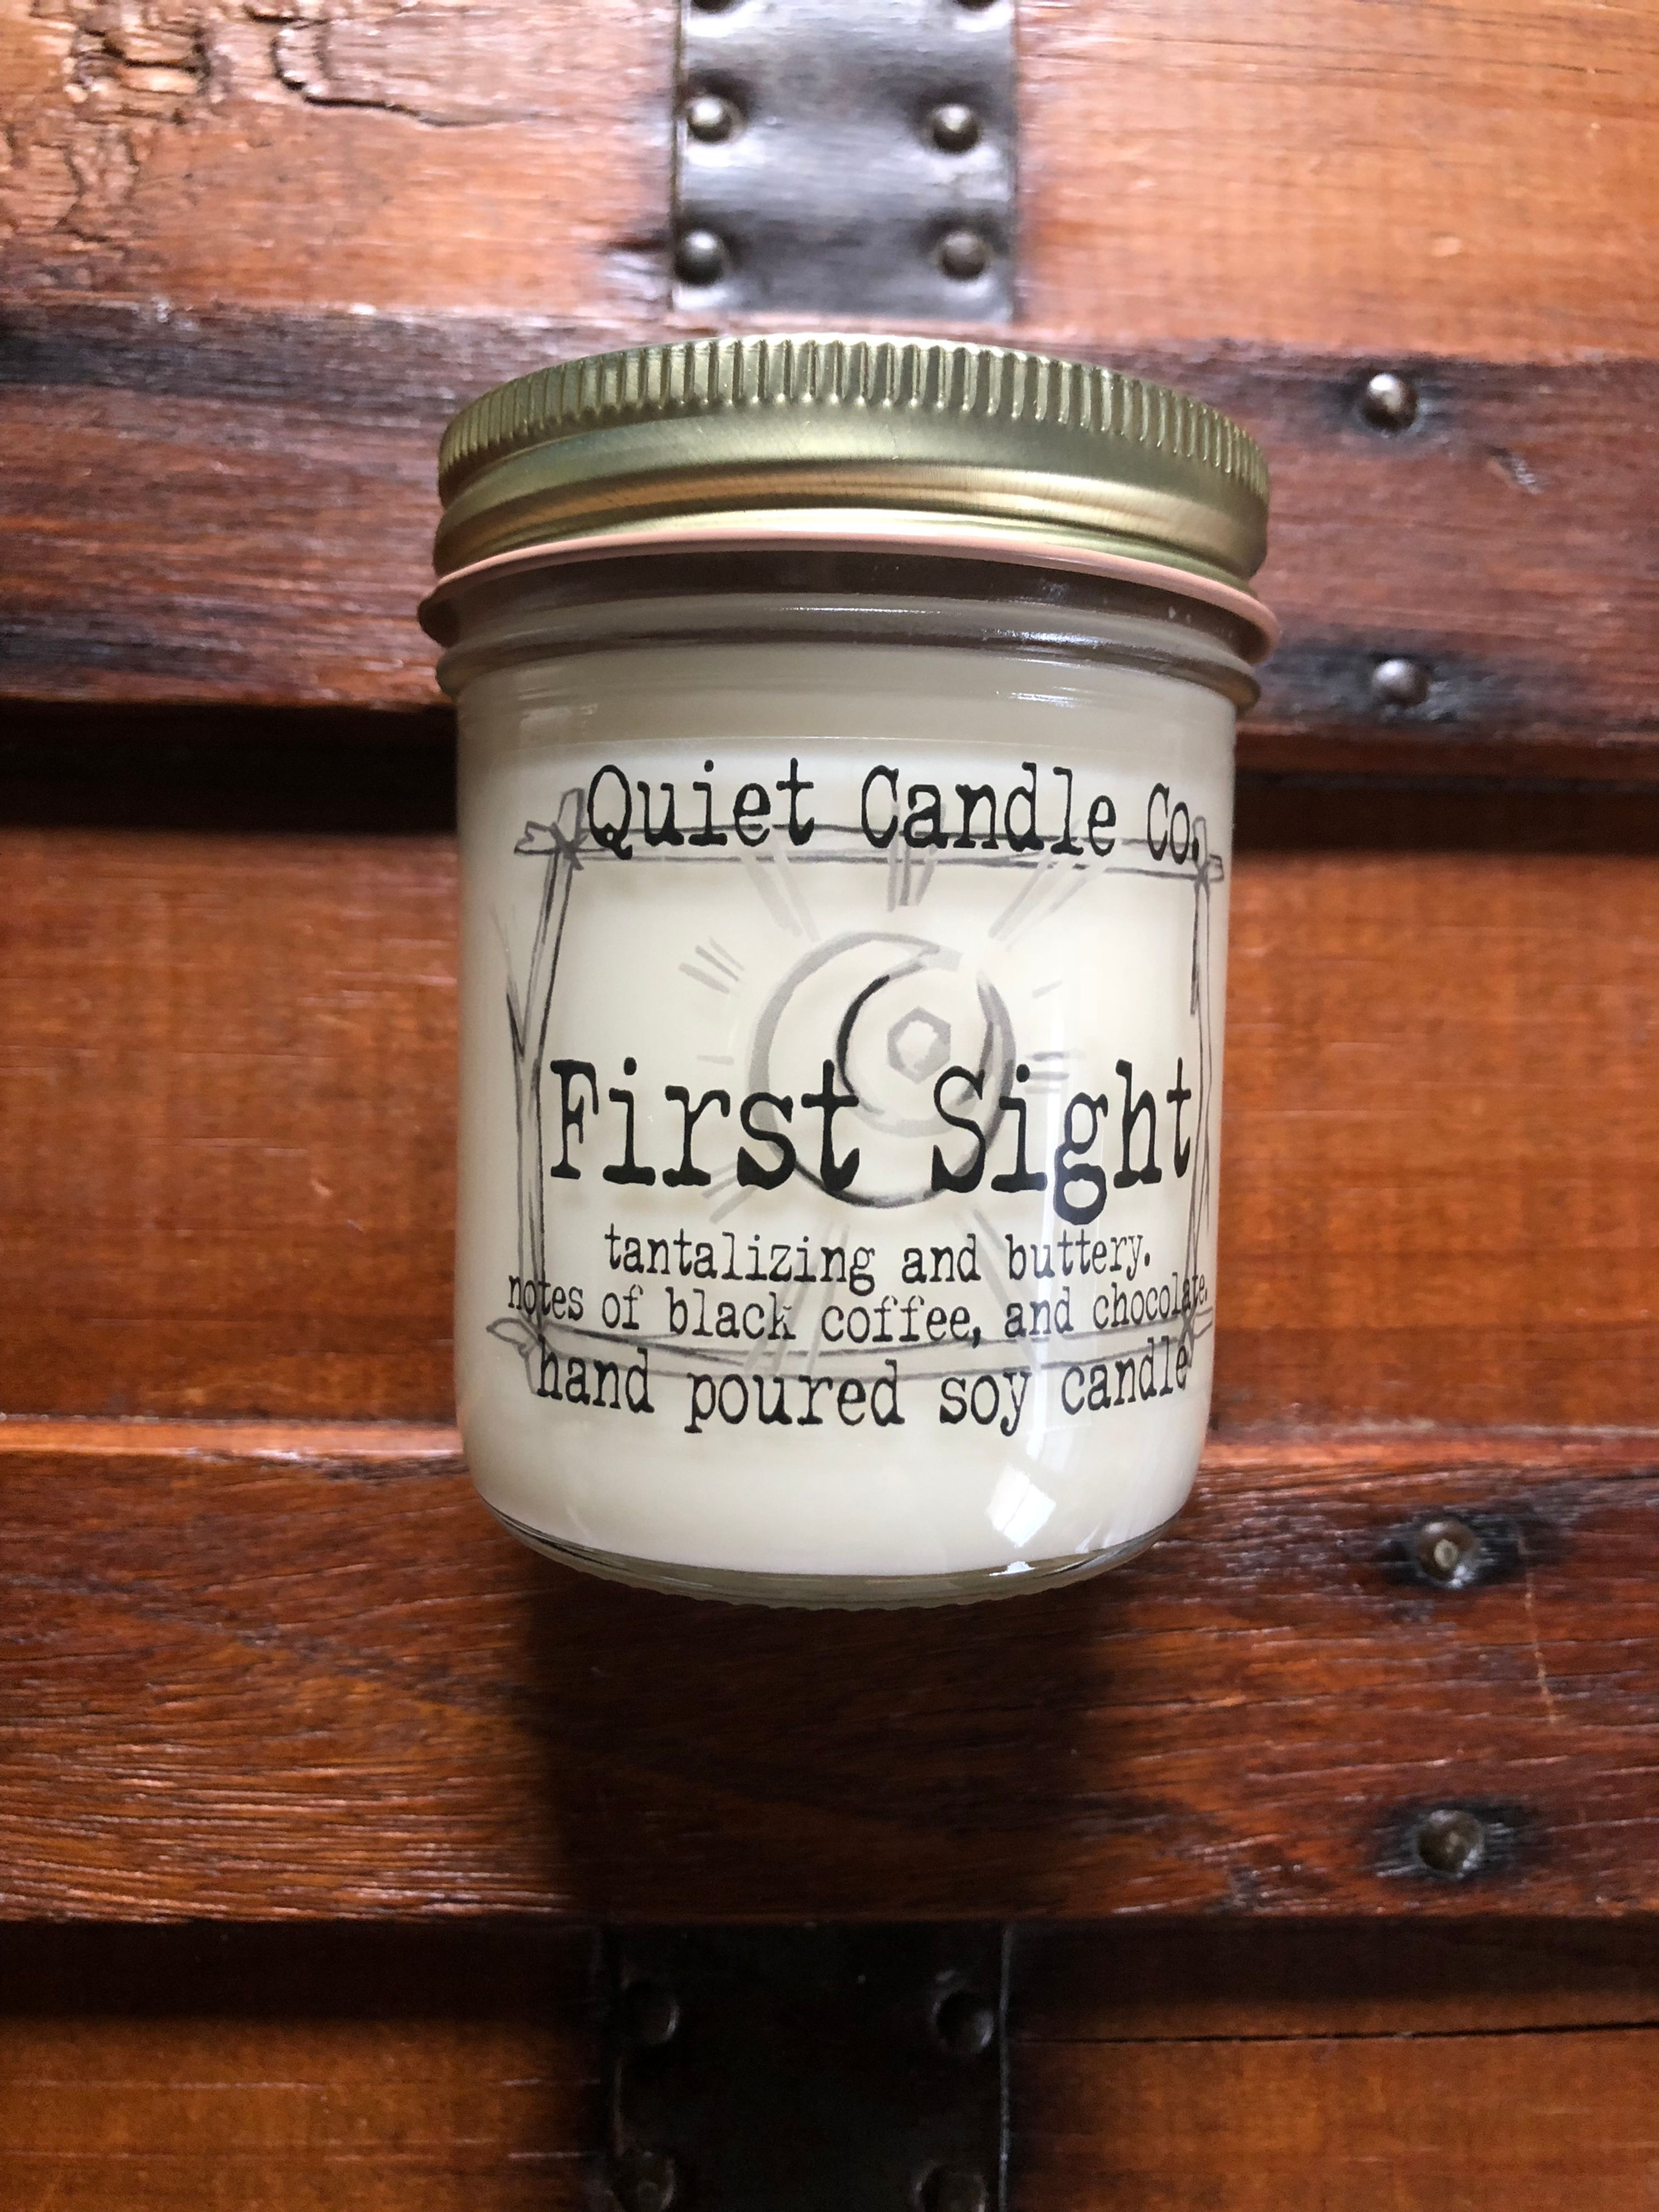 Quiet Candle Co.
First Sight
tantalizing and buttery.
notes of black coffee, and chocolate.
hand poured soy candle